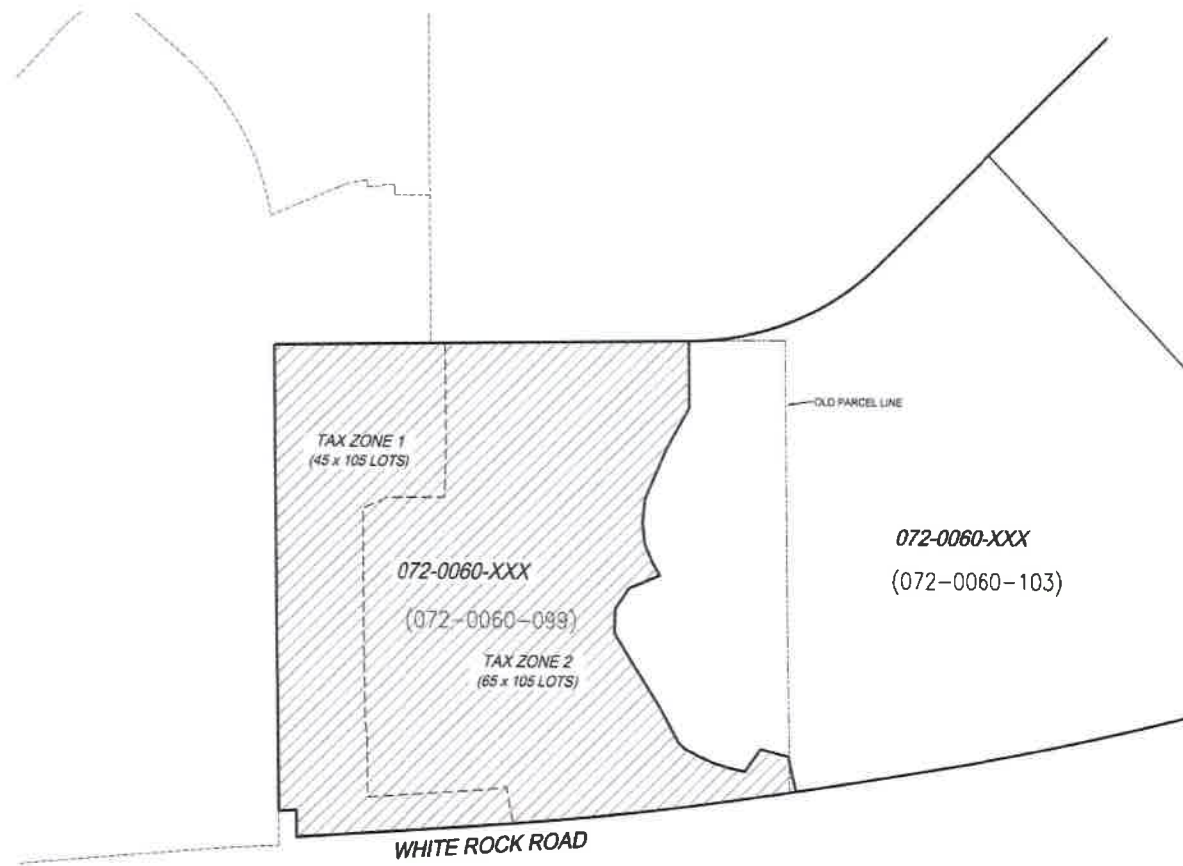 OLD PARCEL LINE
TAX ZONE 1
(45 x 105 LOTS)
072-0060-XXX
(072-0060-103)
072-0060-XXX
(072-0060-099)
TAX ZONE 2
(65 x 105 LOTS)
WHITE ROCK ROAD